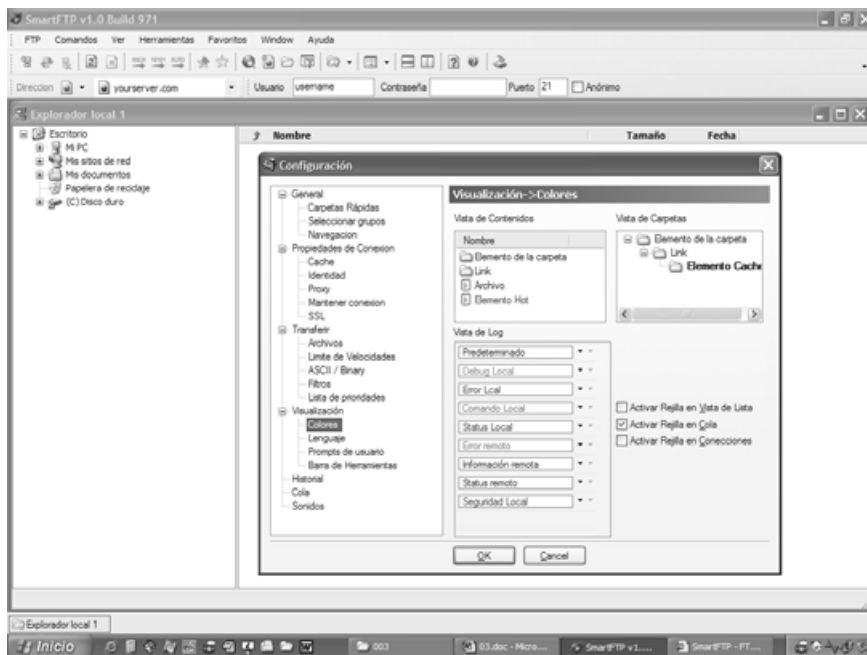 SmartFTP v1.0 Build 971
FTP Comandos Ver Herramientas Favoritos Window Ayuda
Direccion yourserver.com Usuario username Contraseña Puerto 21 Anónimo
Explorador local 1
Escritorio
Mi PC
Mis sitios de red
Mis documentos
Papelera de reciclaje
(C:) Disco duro
Nombre Tamaño Fecha
Configuración
General
Carpetas Rápidas
Seleccionar grupos
Navegacion
Propiedades de Conexion
Cache
Identidad
Proxy
Mantener conexion
SSL
Transferir
Archivos
Limite de Velocidades
ASCII / Binary
Filtros
Lista de prioridades
Visualización
Colores
Lenguaje
Prompts de usuario
Barra de Herramientas
Historial
Cola
Sonidos
Visualización->Colores
Vista de Contenidos
Nombre
Elemento de la carpeta
Link
Archivo
Elemento Hot
Vista de Carpetas
Elemento de la carpeta
Link
Elemento Cache
Vista de Log
Predeterminado
Debug Local
Error Lcal
Comando Local
Status Local
Error remoto
Información remota
Status remoto
Seguridad Local
Activar Rejilla en Vista de Lista
Activar Rejilla en Cola
Activar Rejilla en Conecciones
OK Cancel
Explorador local 1
Inicio 003 03.doc - Micro... SmartFTP v1.... SmartFTP - FT...